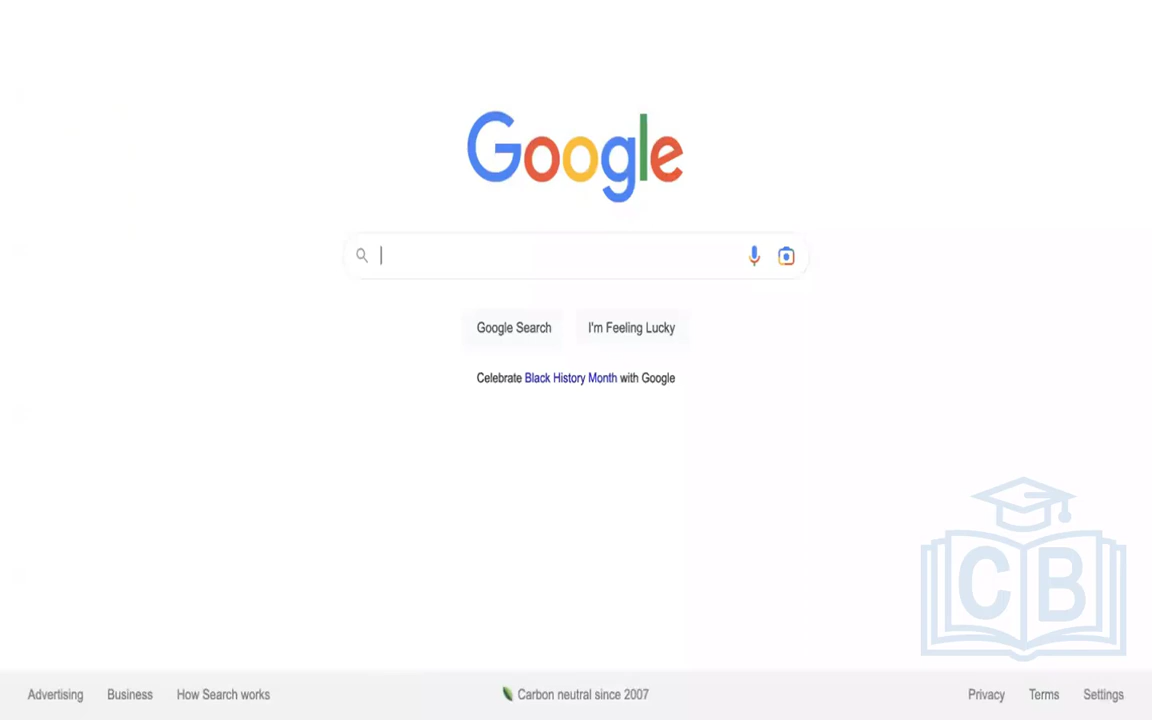 Google
Google Search
I'm Feeling Lucky
Celebrate Black History Month with Google
CB
Advertising
Business
How Search works
Carbon neutral since 2007
Privacy
Terms
Settings